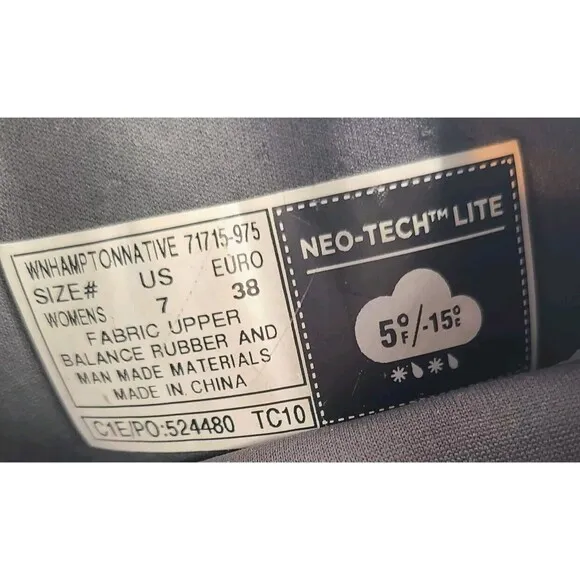 WNHAMPTONNATIVE 71715-975
SIZE# US EURO
WOMENS 7 38
FABRIC UPPER
BALANCE RUBBER AND
MAN MADE MATERIALS
MADE IN CHINA
C1E/PO:524480 TC10
NEO-TECH™ LITE
5°F/-15°C